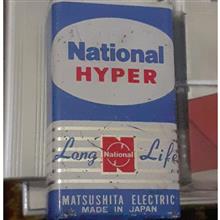 National
HYPER
Long N National Life
MATSUSHITA ELECTRIC
MADE IN JAPAN